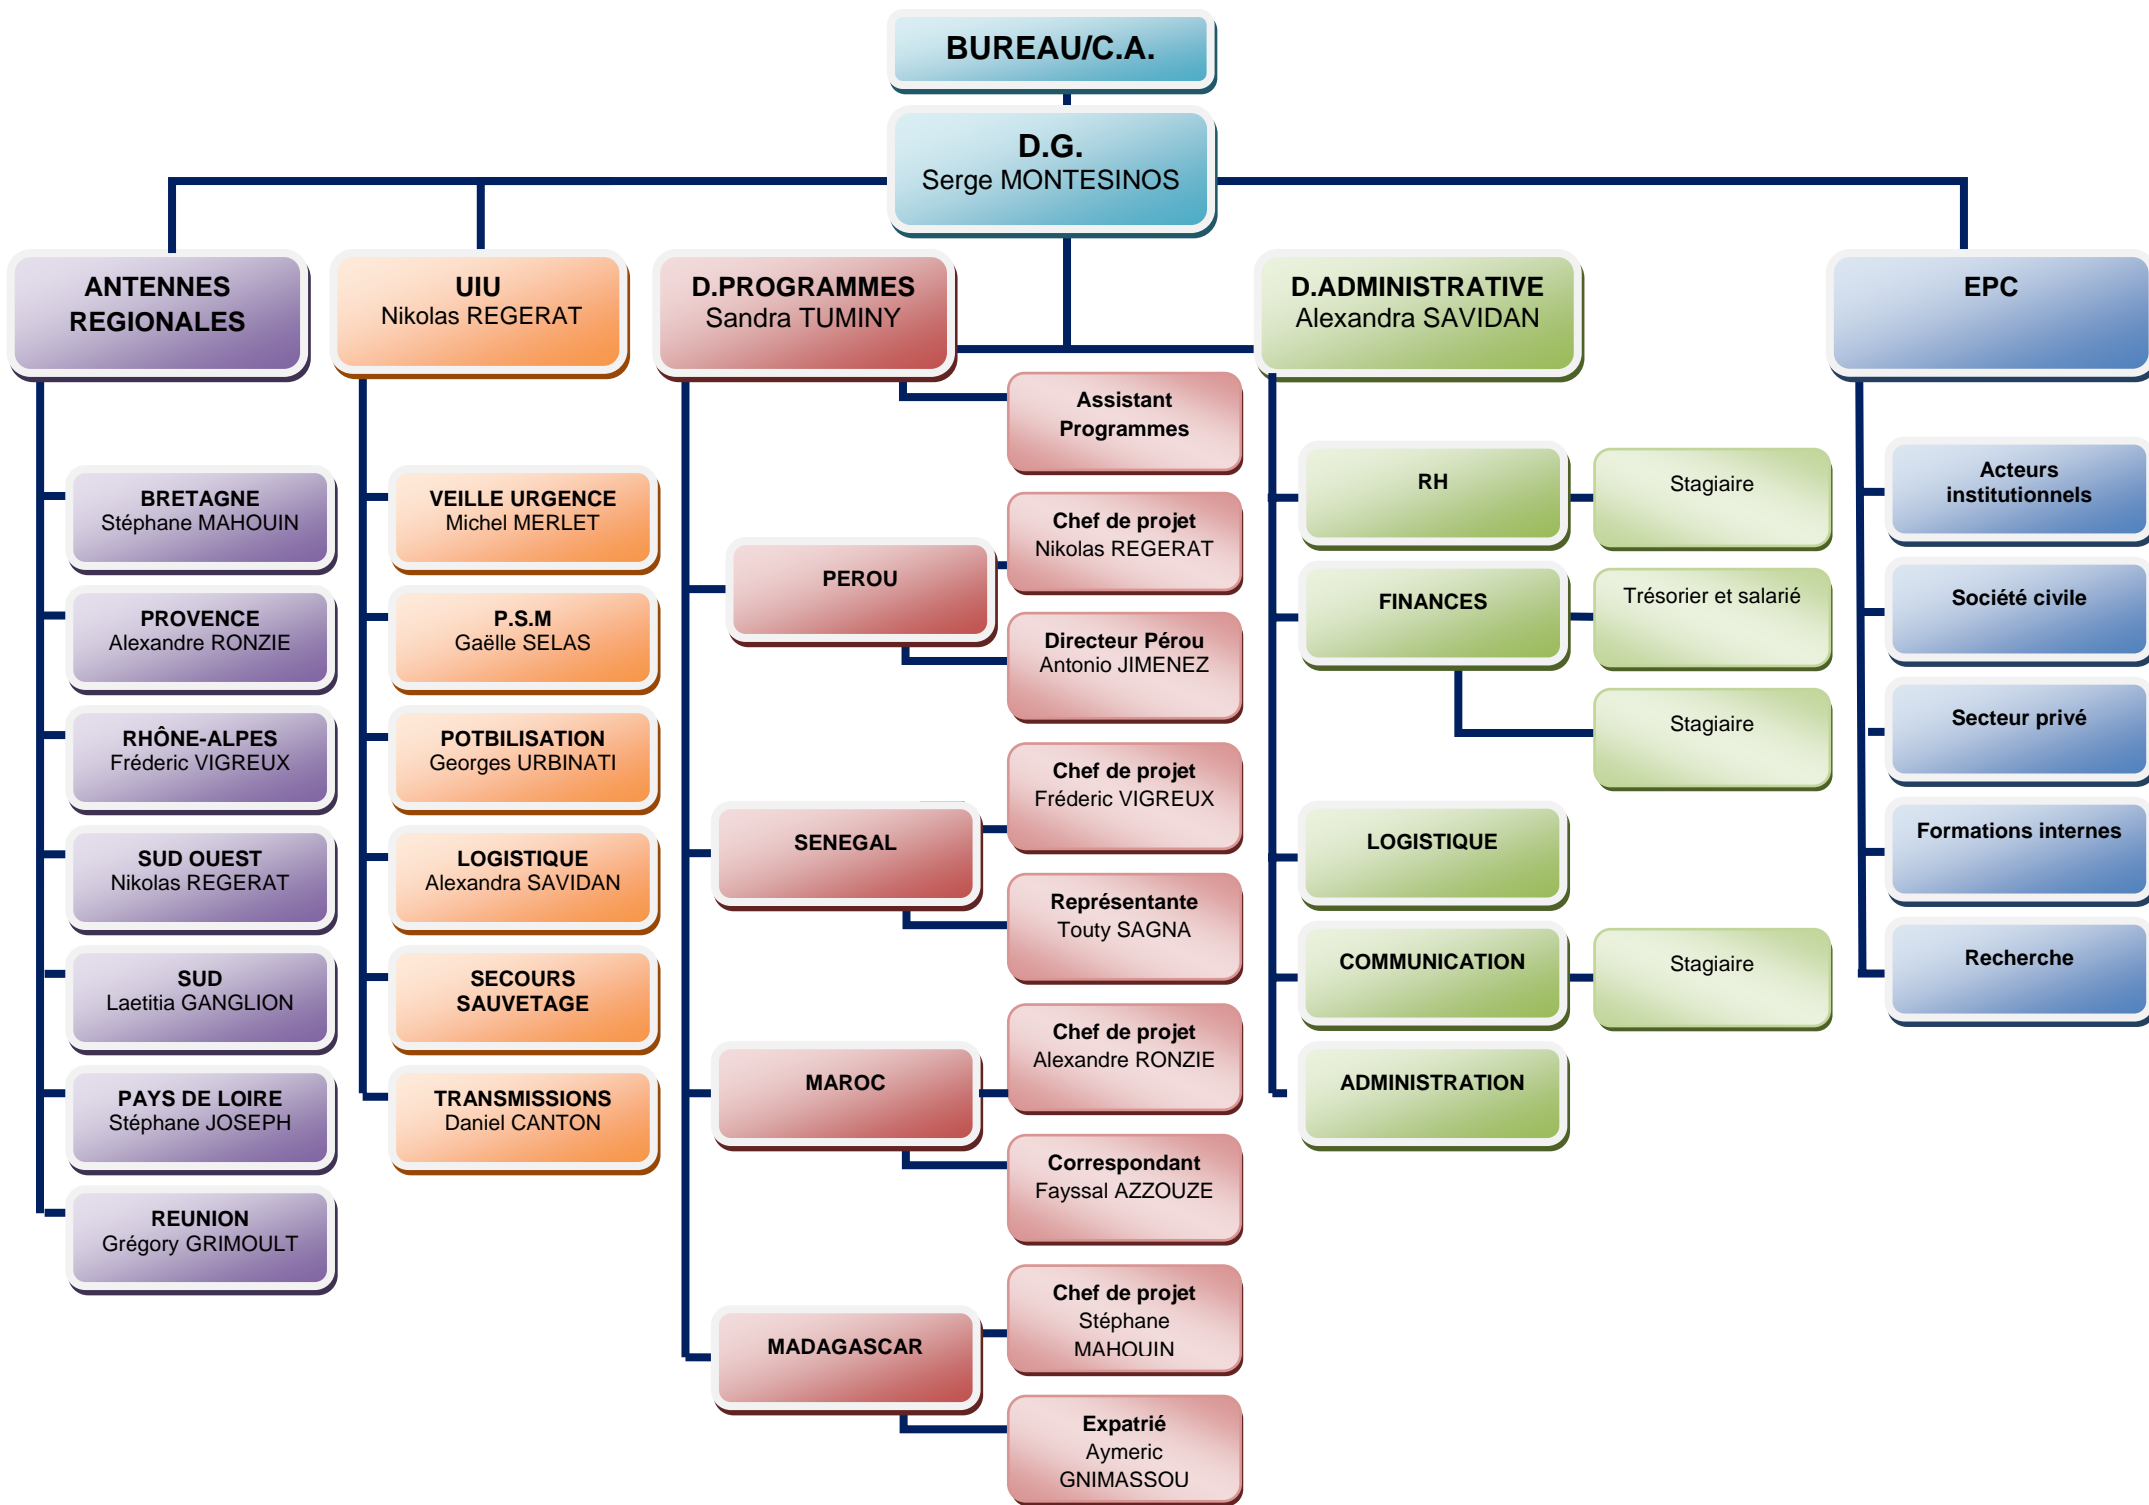 BUREAU/C.A.
D.G.
Serge MONTESINOS
ANTENNES
REGIONALES
UIU
Nikolas REGERAT
D.PROGRAMMES
Sandra TUMINY
D.ADMINISTRATIVE
Alexandra SAVIDAN
EPC
BRETAGNE
Stéphane MAHOUIN
PROVENCE
Alexandre RONZIE
RHÔNE-ALPES
Fréderic VIGREUX
SUD OUEST
Nikolas REGERAT
SUD
Laetitia GANGLION
PAYS DE LOIRE
Stéphane JOSEPH
REUNION
Grégory GRIMOULT
VEILLE URGENCE
Michel MERLET
P.S.M
Gaëlle SELAS
POTBILISATION
Georges URBINATI
LOGISTIQUE
Alexandra SAVIDAN
SECOURS
SAUVETAGE
TRANSMISSIONS
Daniel CANTON
Assistant
Programmes
PEROU
Chef de projet
Nikolas REGERAT
Directeur Pérou
Antonio JIMENEZ
SENEGAL
Chef de projet
Fréderic VIGREUX
Représentante
Touty SAGNA
MAROC
Chef de projet
Alexandre RONZIE
Correspondant
Fayssal AZZOUZE
MADAGASCAR
Chef de projet
Stéphane
MAHOUIN
Expatrié
Aymeric
GNIMASSOU
RH
Stagiaire
FINANCES
Trésorier et salarié
Stagiaire
LOGISTIQUE
COMMUNICATION
Stagiaire
ADMINISTRATION
Acteurs
institutionnels
Société civile
Secteur privé
Formations internes
Recherche